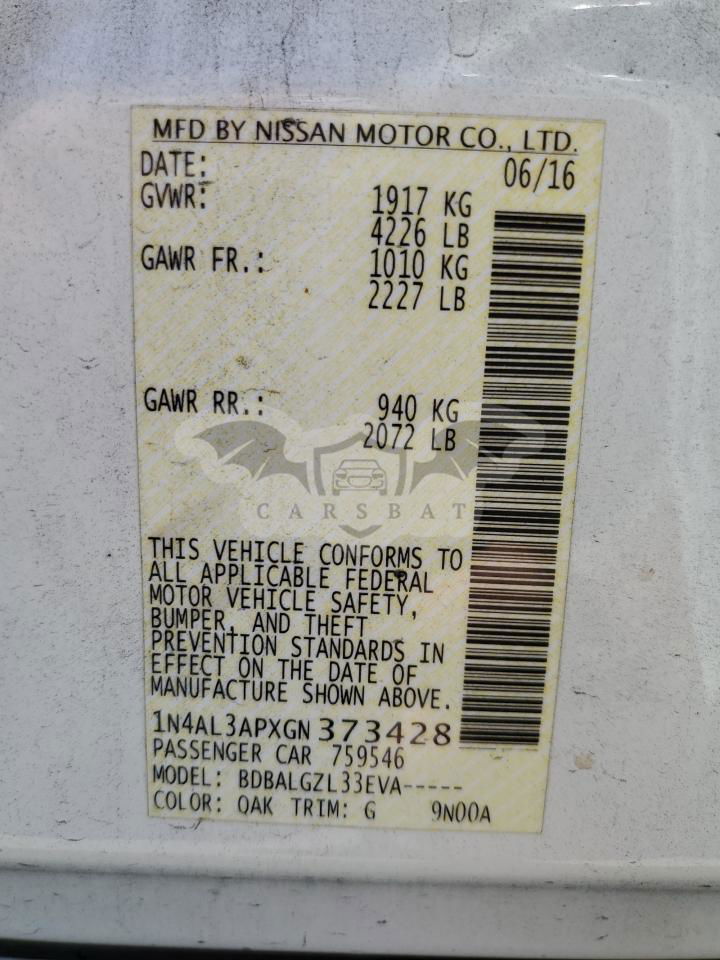 MFD BY NISSAN MOTOR CO., LTD.
DATE: 06/16
GVWR: 1917 KG
4226 LB
GAWR FR.: 1010 KG
2227 LB
GAWR RR.: 940 KG
2072 LB
CARSBAT
THIS VEHICLE CONFORMS TO
ALL APPLICABLE FEDERAL
MOTOR VEHICLE SAFETY,
BUMPER, AND THEFT
PREVENTION STANDARDS IN
EFFECT ON THE DATE OF
MANUFACTURE SHOWN ABOVE.
1N4AL3APXGN 373428
PASSENGER CAR 759546
MODEL: BDBALGZL33EVA-----
COLOR: QAK TRIM: G 9N00A